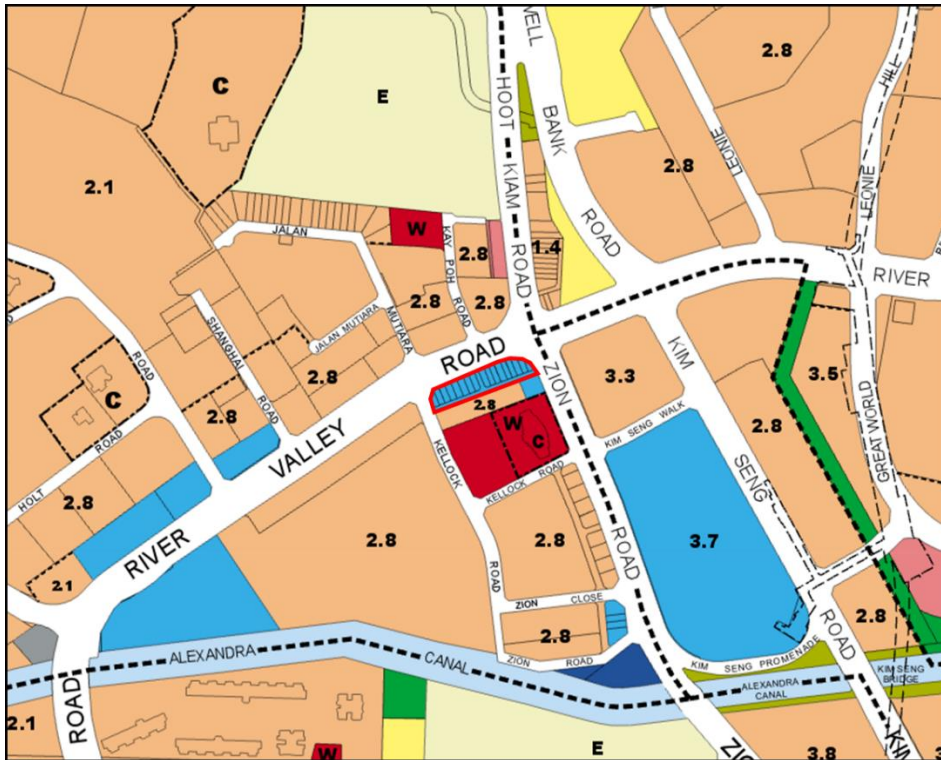 WELL
2.8
C
E
HOOT KIAM ROAD
BANK ROAD
LEONIE
LEONIE HILL
2.8
2.1
JALAN
W
KAY POH ROAD
2.8
1.4
RIVER
2.8
2.8
MUTIARA
JALAN MUTIARA
SHANGHAI ROAD
ROAD
2.8
ROAD
ZION
3.3
KIM
3.5
GREAT WORLD
C
2.8
2.8
W
C
KIM SENG WALK
2.8
HOLT ROAD
VALLEY
KELLOCK
KELLOCK ROAD
SENG
2.8
RIVER
2.8
2.8
3.7
ROAD
2.1
ROAD
ZION CLOSE
2.8
2.8
ZION ROAD
ROAD
ALEXANDRA
CANAL
KIM SENG PROMENADE
KIM SENG
BRIDGE
ALEXANDRA
CANAL
2.1
ROAD
W
E
ZIO
3.8
KIM
3